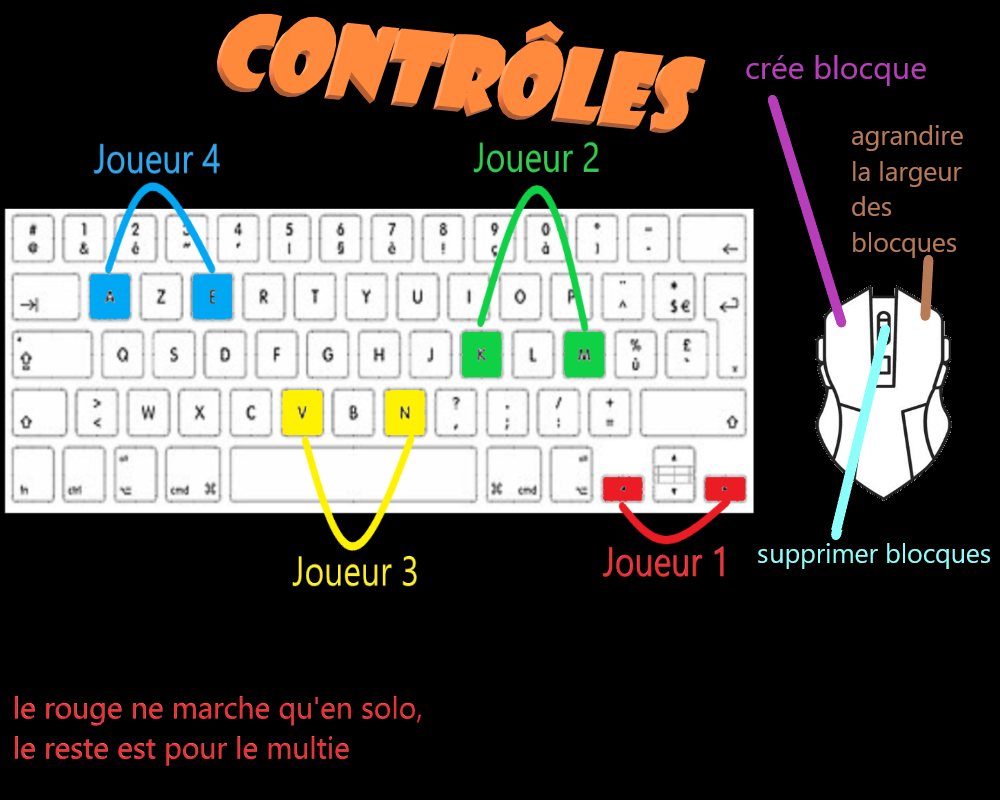 CONTRÔLES
crée blocque
agrandire
la largeur
des
blocques
Joueur 4
Joueur 2
# 1 2 3 4 5 6 7 8 9 0 ° _
@ & é " ' ( § è ! ç à ) -
A Z E R T Y U I O P ¨ ^ * $ €
Q S D F G H J K L M % ù £ `
> < W X C V B N ? , . ; / : + =
fn ctrl alt cmd ⌘ ⌘ cmd alt
Joueur 3
Joueur 1
supprimer blocques
le rouge ne marche qu'en solo,
le reste est pour le multie